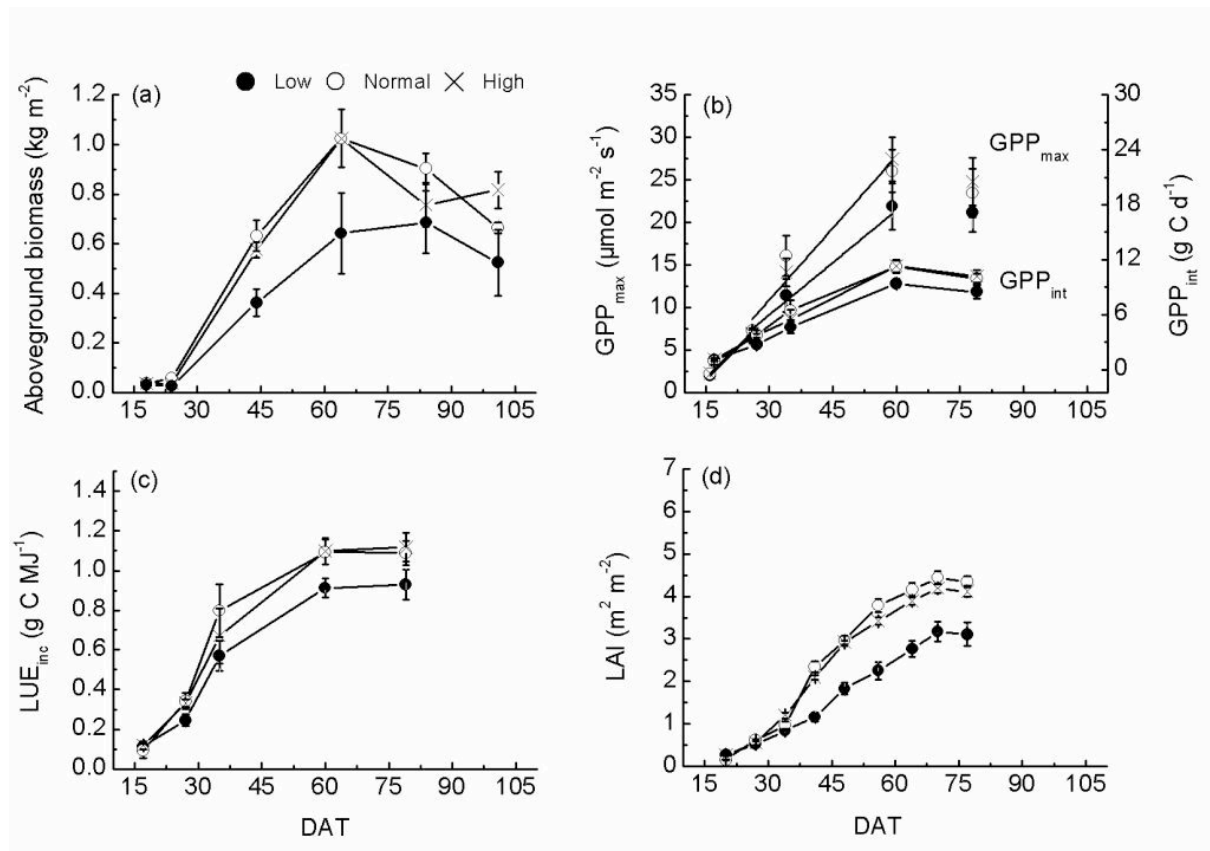 Low Normal High
(a)
Aboveground biomass (kg m-2)
1.2
1.0
0.8
0.6
0.4
0.2
0.0
15 30 45 60 75 90 105
(b)
GPPmax (μmol m-2 s-1)
35
30
25
20
15
10
5
0
GPPmax
GPPint
30
24
18
12
6
0
GPPint (g C d-1)
15 30 45 60 75 90 105
(c)
LUEinc (g C MJ-1)
1.4
1.2
1.0
0.8
0.6
0.4
0.2
0.0
15 30 45 60 75 90 105
DAT
(d)
LAI (m2 m-2)
7
6
5
4
3
2
1
0
15 30 45 60 75 90 105
DAT